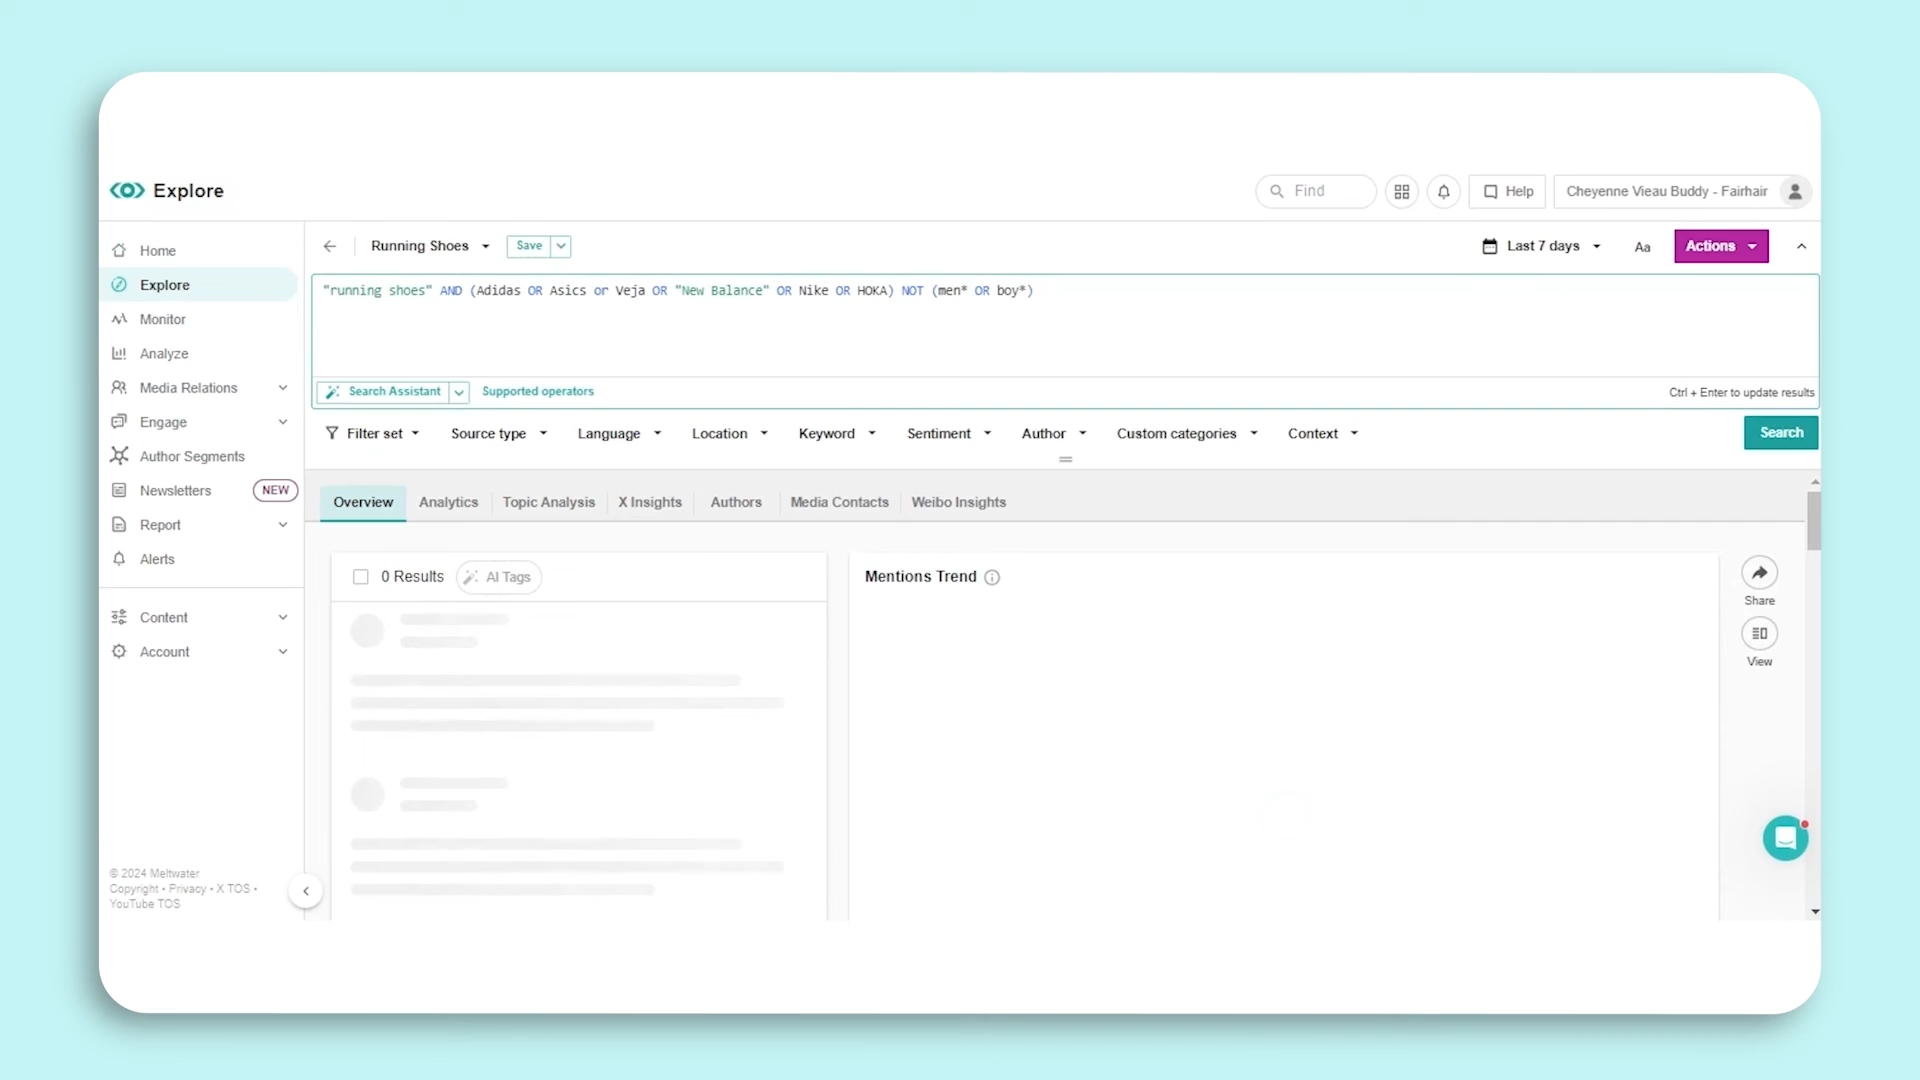 Explore
Find
Help
Cheyenne Vieau Buddy - Fairhair
Home
Explore
Monitor
Analyze
Media Relations
Engage
Author Segments
Newsletters NEW
Report
Alerts
Content
Account
© 2024 Meltwater
Copyright • Privacy • X TOS •
YouTube TOS
Running Shoes
Save
Last 7 days
Aa
Actions
"running shoes" AND (Adidas OR Asics or Veja OR "New Balance" OR Nike OR HOKA) NOT (men* OR boy*)
Search Assistant
Supported operators
Ctrl + Enter to update results
Filter set
Source type
Language
Location
Keyword
Sentiment
Author
Custom categories
Context
Search
Overview
Analytics
Topic Analysis
X Insights
Authors
Media Contacts
Weibo Insights
0 Results
AI Tags
Mentions Trend
Share
View